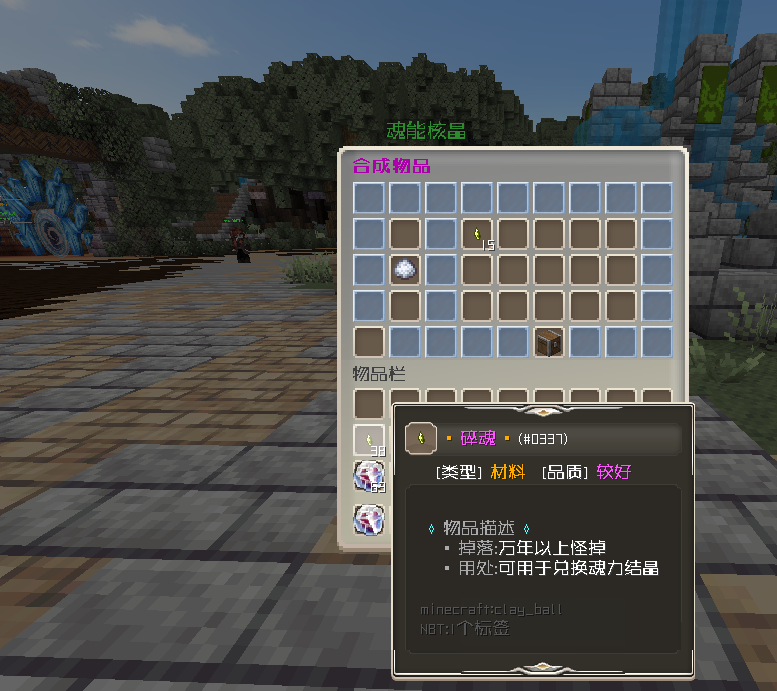 魂能核晶
合成物品
15
物品栏
38
• 碎魂 • (#0337)
[类型] 材料 [品质] 较好
64
物品描述
▪ 掉落:万年以上怪掉
▪ 用处:可用于兑换魂力结晶
minecraft:clay_ball
NBT:1个标签